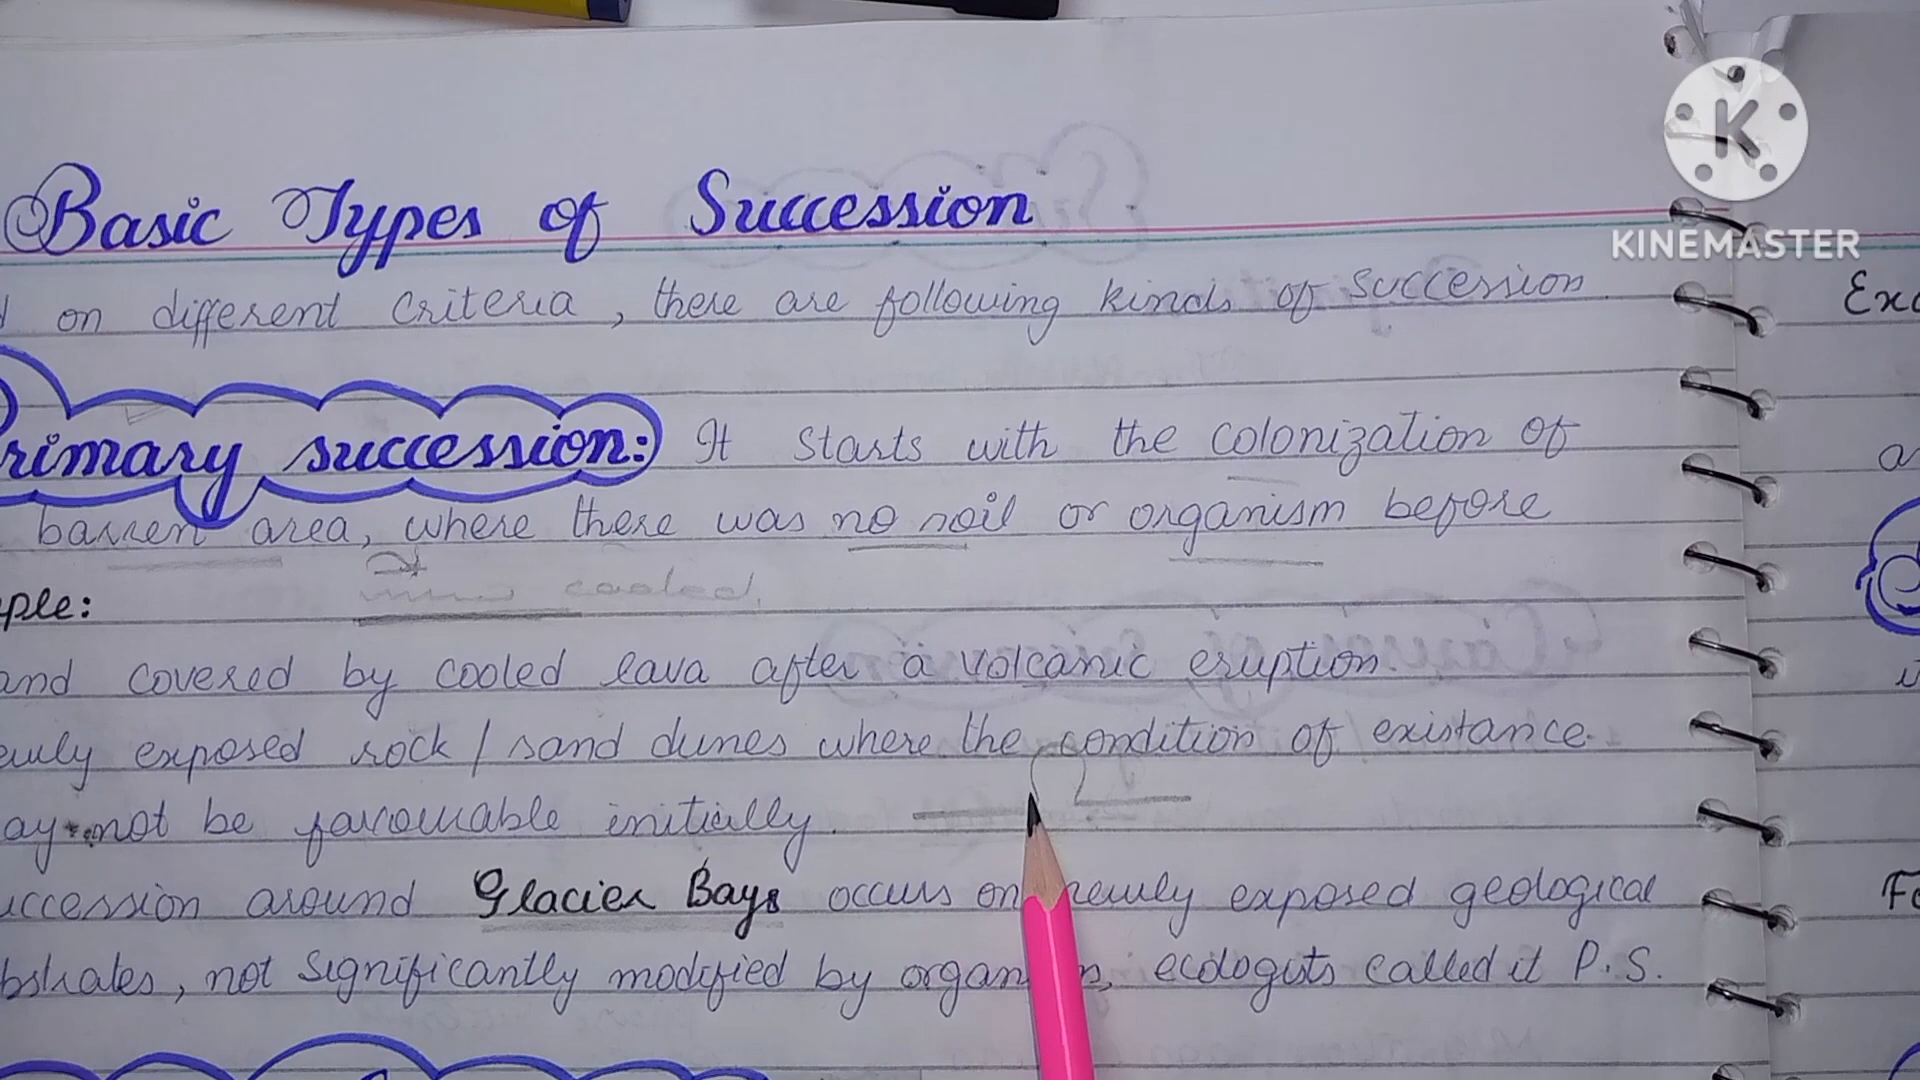 KINEMASTER
Basic Types of Succession
on different criteria, there are following kinds of succession
rimary succession: It starts with the colonization of
barren area, where there was no soil or organism before
ple:
cooled
and covered by cooled lava after a volcanic eruption.
ewly exposed rock / sand dunes where the condition of existance
ay not be favourable initially.
uccession around Glacier Bays occurs on newly exposed geological
bstrates, not significantly modified by organ, ecologists called it P.S.
Exa
a
i
Fo